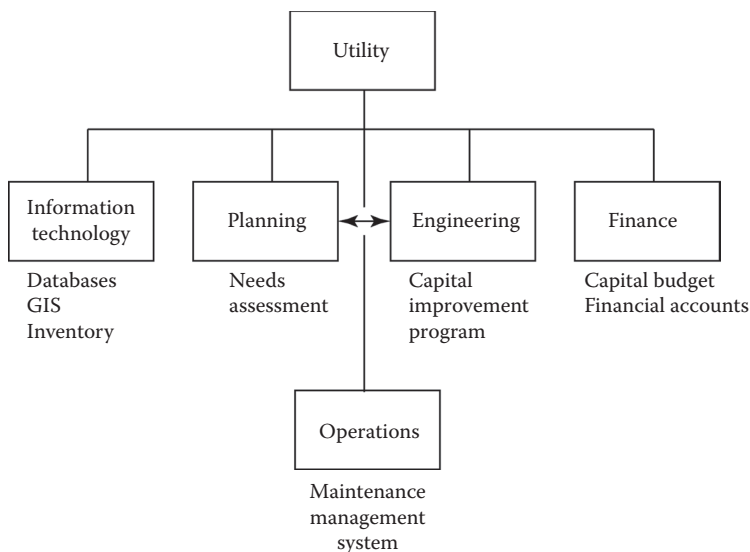 Utility
Information
technology
Planning
Engineering
Finance
Databases
GIS
Inventory
Needs
assessment
Capital
improvement
program
Capital budget
Financial accounts
Operations
Maintenance
management
system